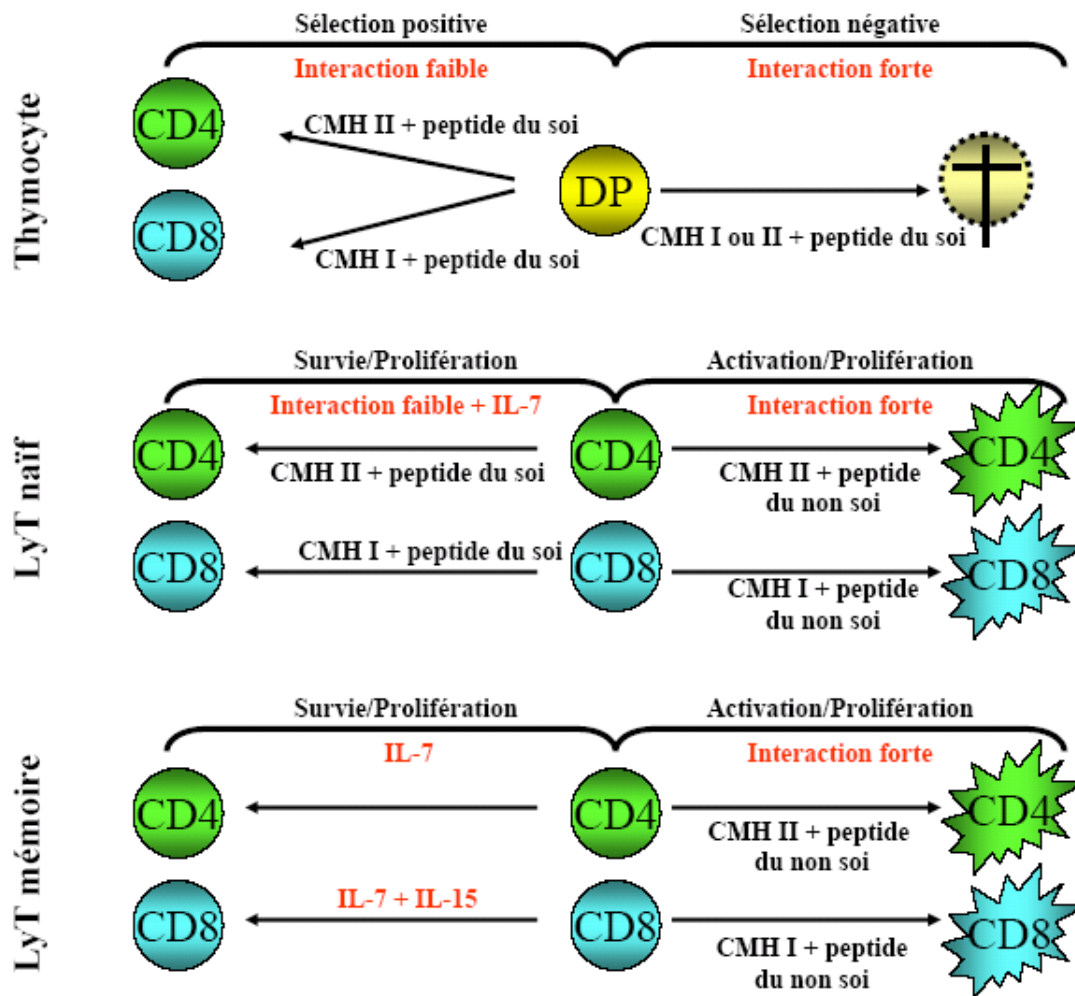 Thymocyte
Sélection positive
Sélection négative
Interaction faible
Interaction forte
CD4
CMH II + peptide du soi
DP
CD8
CMH I + peptide du soi
CMH I ou II + peptide du soi
LyT naïf
Survie/Prolifération
Activation/Prolifération
Interaction faible + IL-7
Interaction forte
CD4
CMH II + peptide du soi
CD4
CMH II + peptide
du non soi
CD4
CD8
CMH I + peptide du soi
CD8
CMH I + peptide
du non soi
CD8
LyT mémoire
Survie/Prolifération
Activation/Prolifération
IL-7
Interaction forte
CD4
CD4
CMH II + peptide
du non soi
CD4
CD8
IL-7 + IL-15
CD8
CMH I + peptide
du non soi
CD8